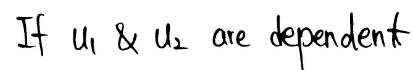 If u₁ & u₂ are dependent